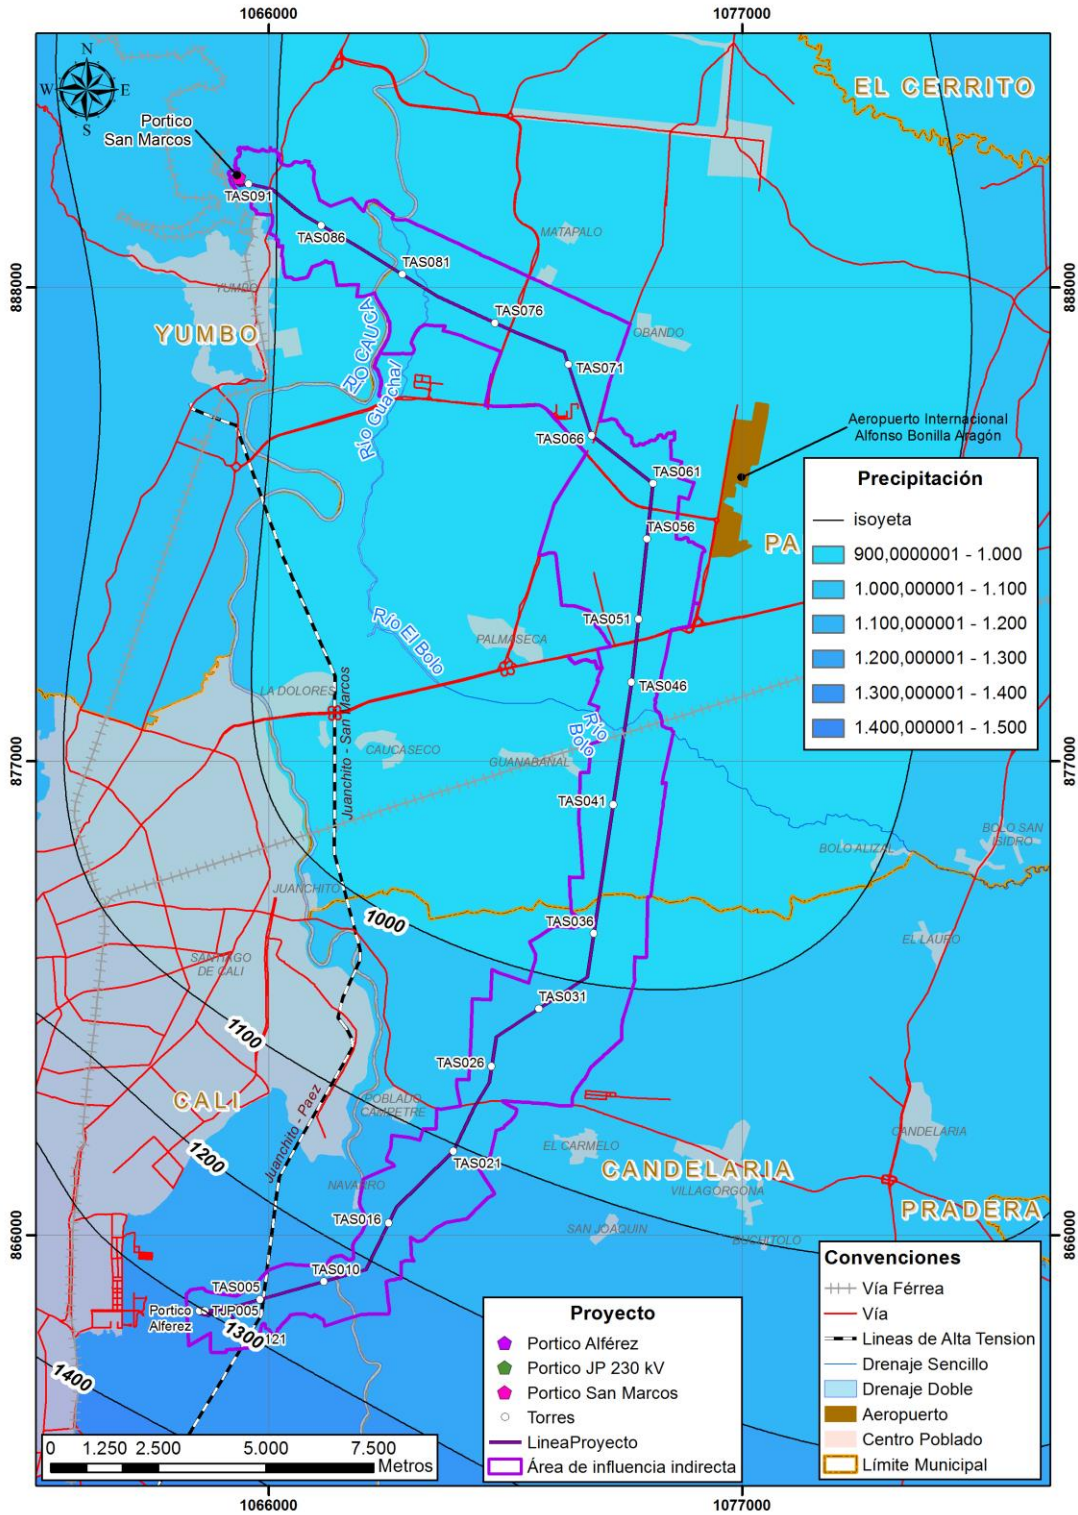 1066000
1077000
N
W
E
S
EL CERRITO
Portico
San Marcos
TAS091
TAS086
MATAPALO
TAS081
888000
888000
YUMBO
TAS076
RÍO CAUCA
YUMBO
OBANDO
TAS071
Río Guachal
Aeropuerto Internacional
Alfonso Bonilla Aragón
TAS066
TAS061
TAS056
PA
Precipitación
isoyeta
900,0000001 - 1.000
1.000,000001 - 1.100
1.100,000001 - 1.200
1.200,000001 - 1.300
1.300,000001 - 1.400
1.400,000001 - 1.500
TAS051
Río El Bolo
PALMASECA
LA DOLORES
TAS046
Río
Bolo
Juanchito - San Marcos
CAUCASECO
GUANABANAL
877000
877000
TAS041
BOLO SAN
ISIDRO
BOLO ALIZAL
JUANCHITO
1000
TAS036
EL LAURO
SANTIAGO
DE CALI
TAS031
1100
TAS026
CALI
Juanchito - Paez
POBLADO
CAMPETRE
CANDELARIA
EL CARMELO
1200
TAS021
CANDELARIA
VILLAGORGONA
NAVARRO
PRADERA
TAS016
SAN JOAQUIN
BUCHITOLO
866000
866000
TAS010
TAS005
Portico
Alferez
TJP005
1300
121
1400
Convenciones
Vía Férrea
Vía
Lineas de Alta Tension
Drenaje Sencillo
Drenaje Doble
Aeropuerto
Centro Poblado
Límite Municipal
Proyecto
Portico Alférez
Portico JP 230 kV
Portico San Marcos
Torres
LineaProyecto
Área de influencia indirecta
0 1.250 2.500 5.000 7.500
Metros
1066000
1077000